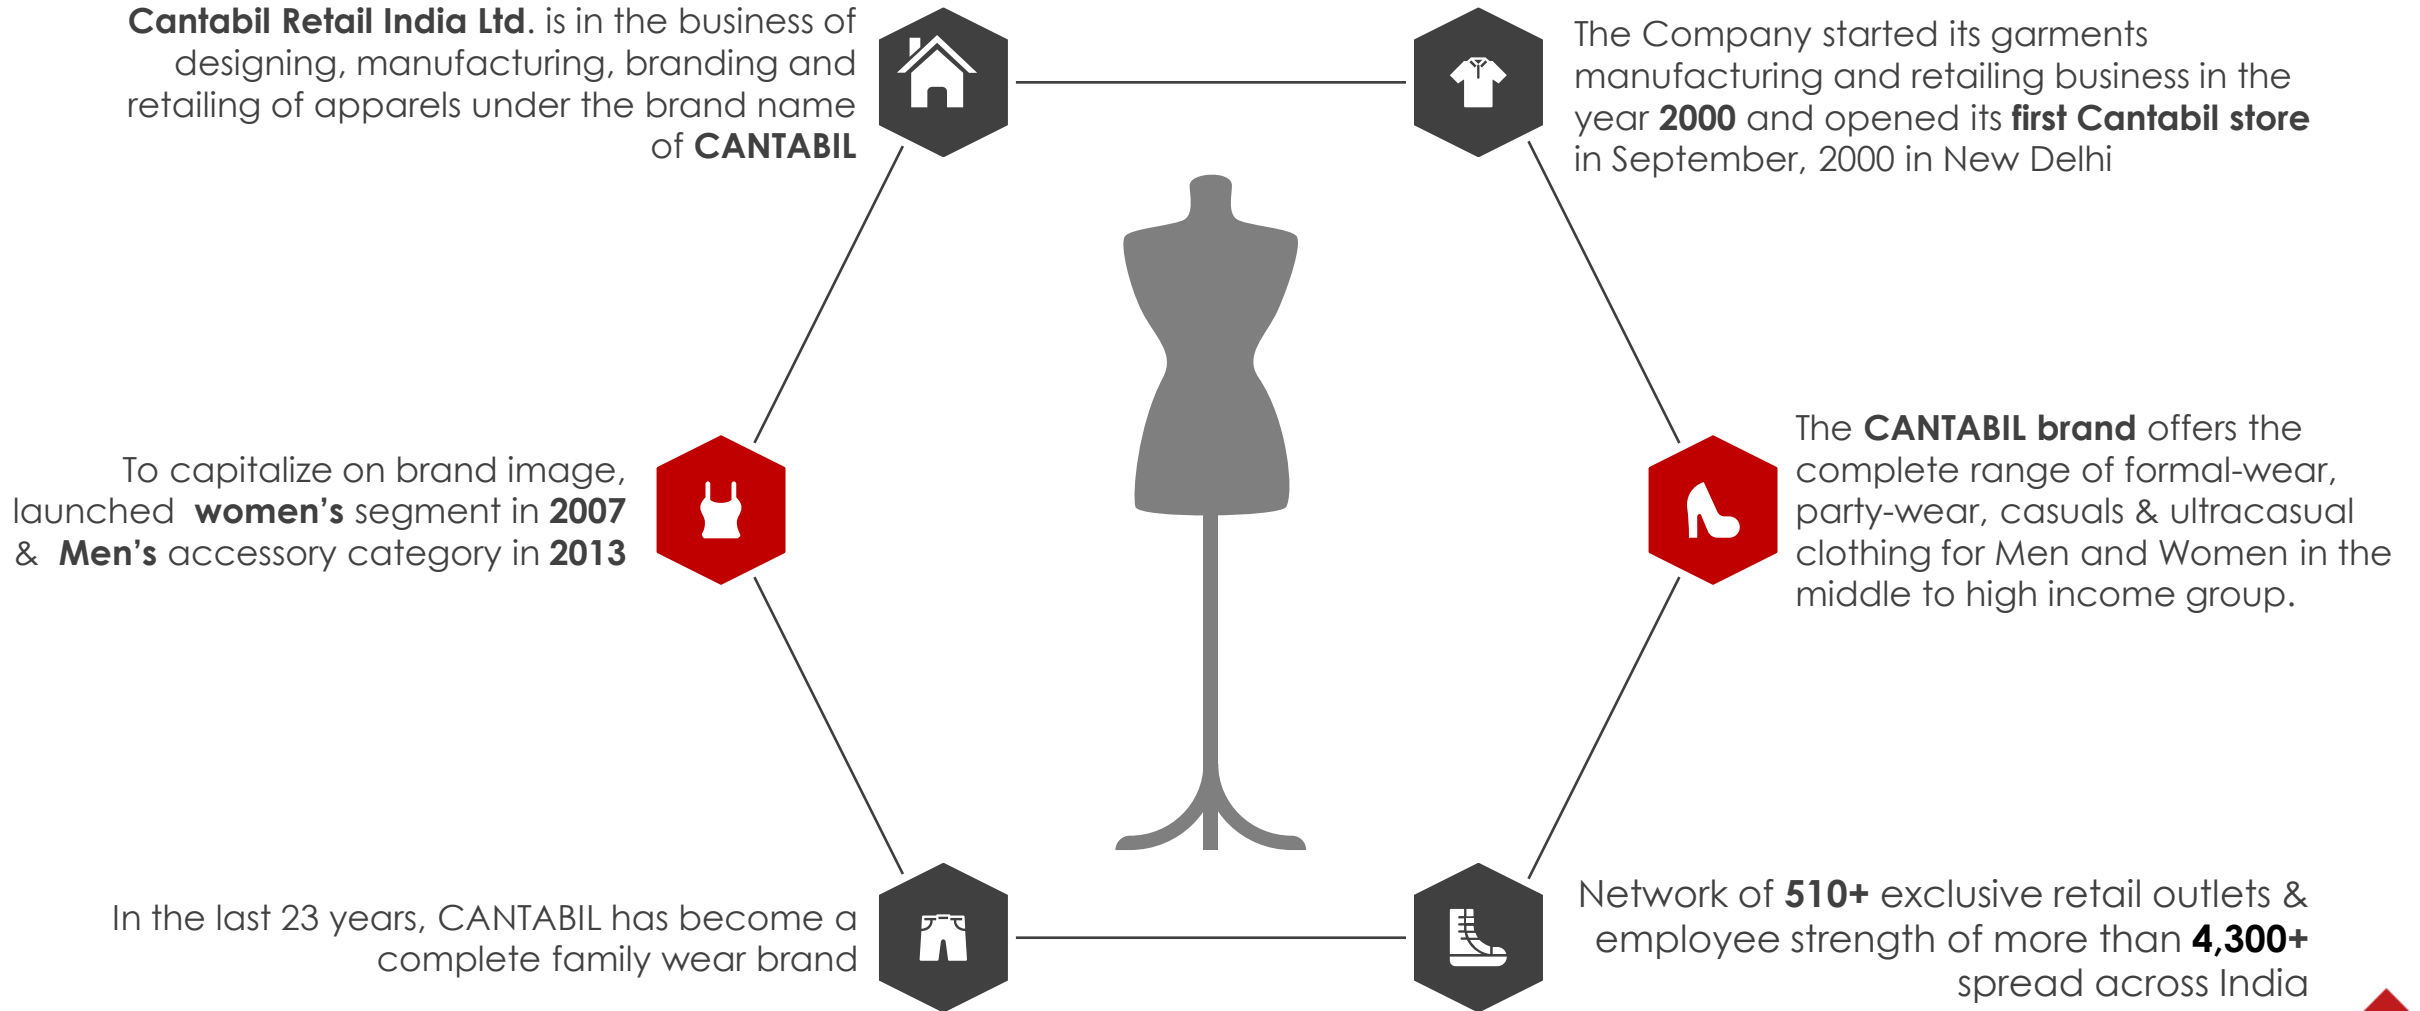 Cantabil Retail India Ltd. is in the business of
designing, manufacturing, branding and
retailing of apparels under the brand name
of CANTABIL
The Company started its garments
manufacturing and retailing business in the
year 2000 and opened its first Cantabil store
in September, 2000 in New Delhi
To capitalize on brand image,
launched women’s segment in 2007
& Men’s accessory category in 2013
The CANTABIL brand offers the
complete range of formal-wear,
party-wear, casuals & ultracasual
clothing for Men and Women in the
middle to high income group.
In the last 23 years, CANTABIL has become a
complete family wear brand
Network of 510+ exclusive retail outlets &
employee strength of more than 4,300+
spread across India